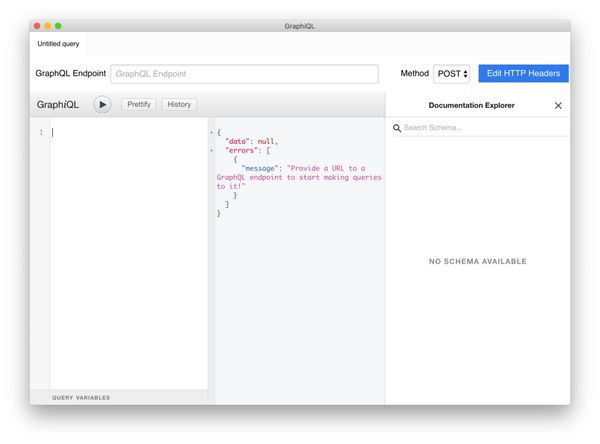 GraphiQL
Untitled query
GraphQL Endpoint GraphQL Endpoint Method POST Edit HTTP Headers
GraphiQL Prettify History Documentation Explorer
Search Schema...
1
{
"data": null,
"errors": [
{
"message": "Provide a URL to a
GraphQL endpoint to start making queries
to it!"
}
]
}
NO SCHEMA AVAILABLE
QUERY VARIABLES